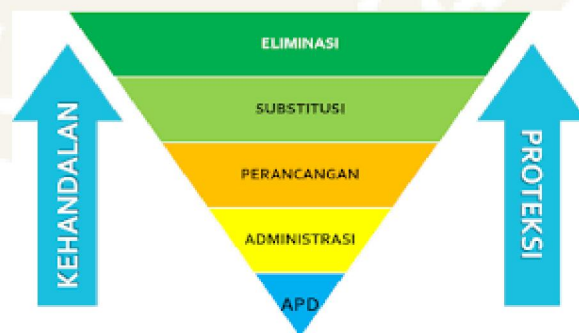 ELIMINASI
SUBSTITUSI
PERANCANGAN
ADMINISTRASI
APD
KEHANDALAN
PROTEKSI